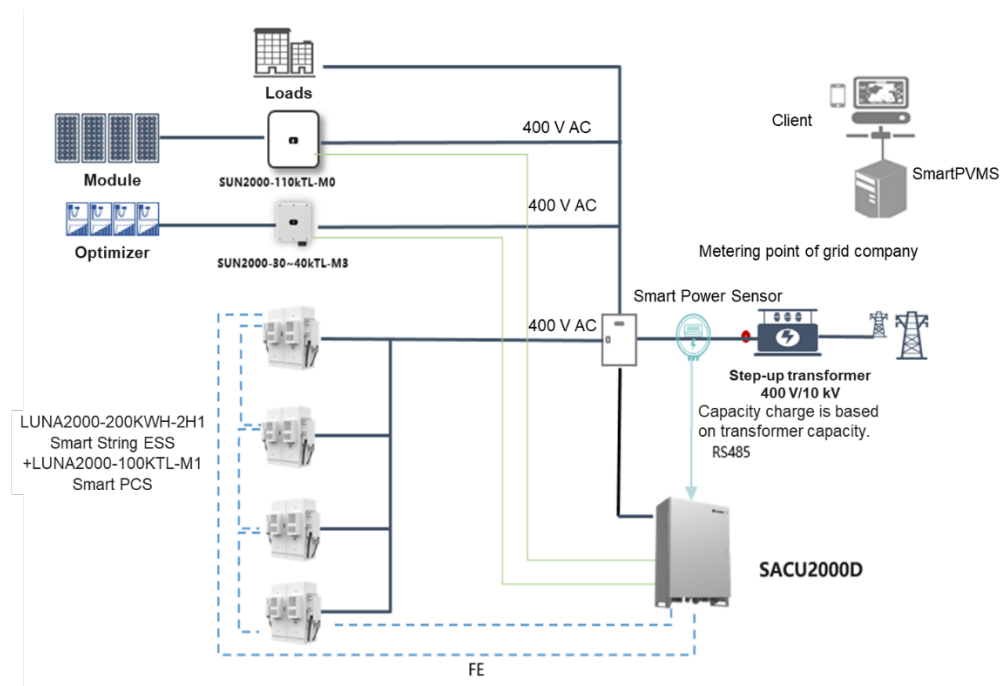 Loads
400 V AC
Client
Module
SUN2000-110kTL-M0
SmartPVMS
400 V AC
Optimizer
SUN2000-30~40kTL-M3
Metering point of grid company
Smart Power Sensor
400 V AC
Step-up transformer
400 V/10 kV
Capacity charge is based
on transformer capacity.
RS485
LUNA2000-200KWH-2H1
Smart String ESS
+LUNA2000-100KTL-M1
Smart PCS
SACU2000D
FE